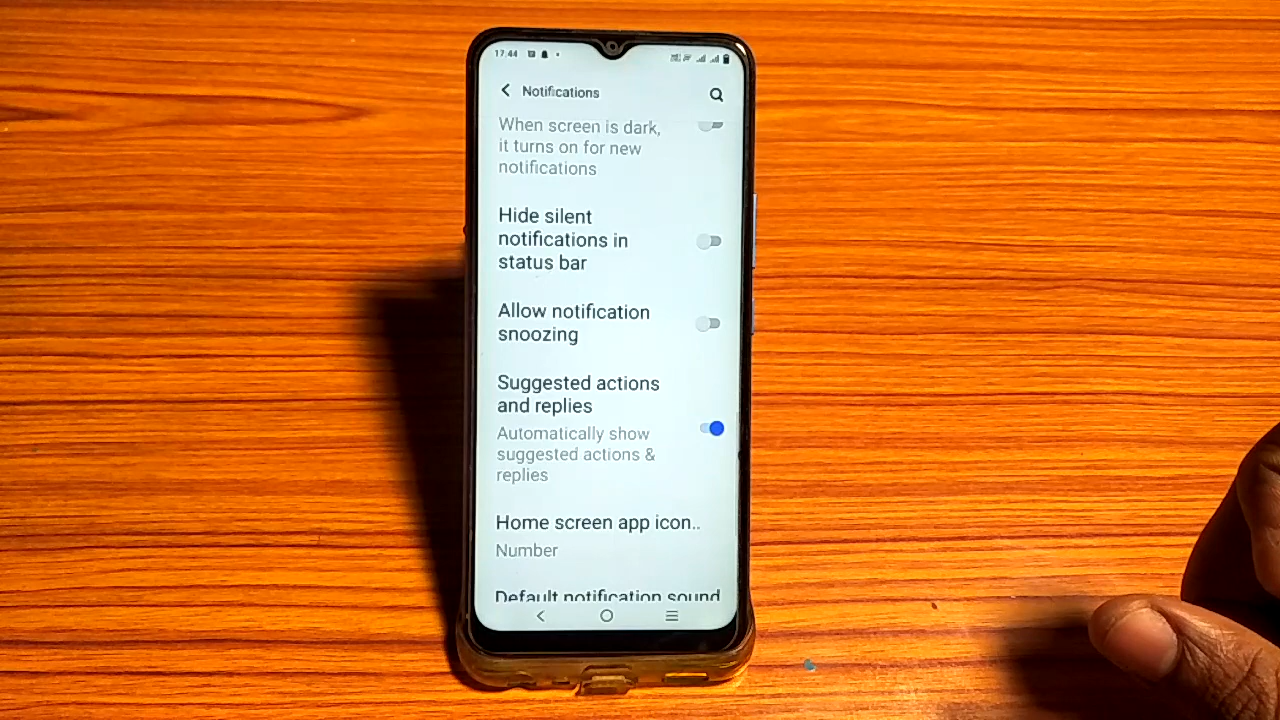 17:44
Notifications
When screen is dark,
it turns on for new
notifications
Hide silent
notifications in
status bar
Allow notification
snoozing
Suggested actions
and replies
Automatically show
suggested actions &
replies
Home screen app icon..
Number
Default notification sound